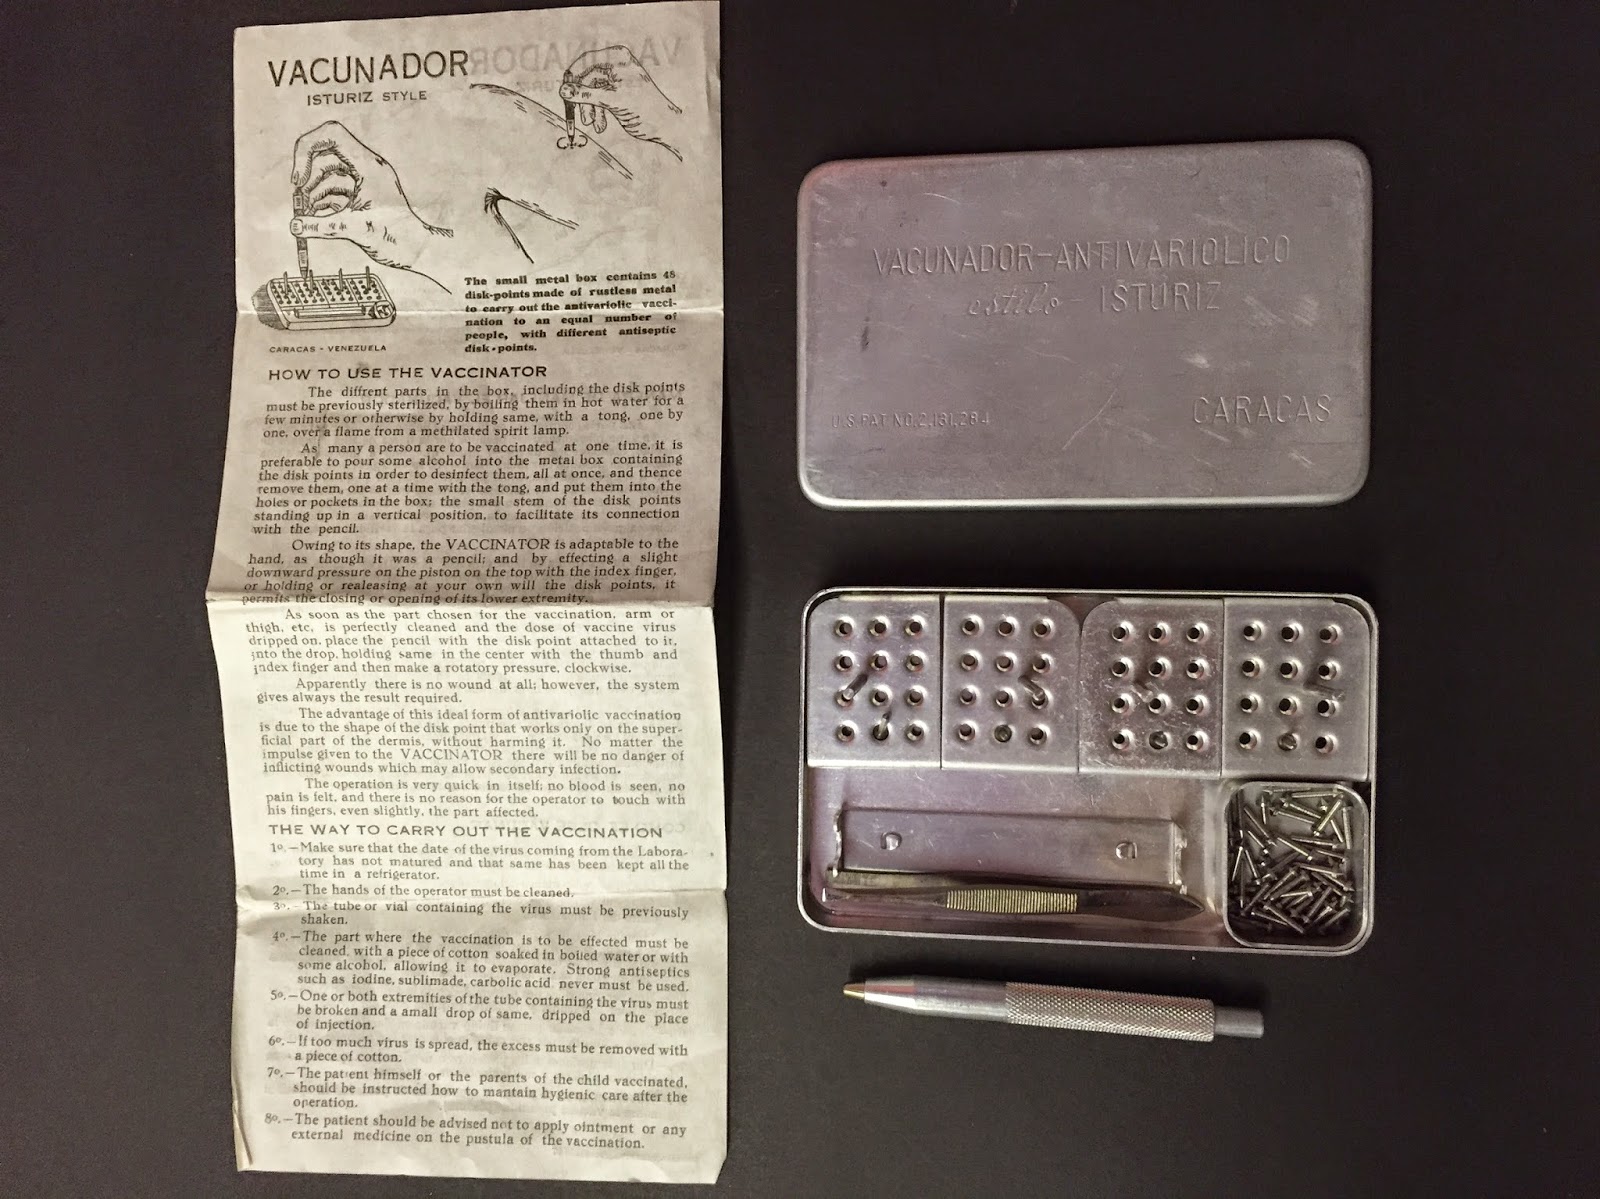 VACUNADOR
ISTURIZ STYLE
The small metal box contains 48
disk-points made of rustless metal
to carry out the antivariolic vacci-
nation to an equal number of
people, with different antiseptic
disk-points.
CARACAS - VENEZUELA
HOW TO USE THE VACCINATOR
The diffrent parts in the box, including the disk points
must be previously sterilized, by boiling them in hot water for a
few minutes or otherwise by holding same, with a tong, one by
one, over a flame from a methilated spirit lamp.
As many a person are to be vaccinated at one time, it is
preferable to pour some alcohol into the metal box containing
the disk points in order to desinfect them, all at once, and thence
remove them, one at a time with the tong, and put them into the
holes or pockets in the box; the small stem of the disk points
standing up in a vertical position, to facilitate its connection
with the pencil.
Owing to its shape, the VACCINATOR is adaptable to the
hand, as though it was a pencil; and by effecting a slight
downward pressure on the piston on the top with the index finger,
or holding or realeasing at your own will the disk points, it
permits the closing or opening of its lower extremity.
As soon as the part chosen for the vaccination, arm or
thigh, etc, is perfectly cleaned and the dose of vaccine virus
dripped on, place the pencil with the disk point attached to it,
into the drop, holding same in the center with the thumb and
index finger and then make a rotatory pressure, clockwise.
Apparently there is no wound at all; however, the system
gives always the result required.
The advantage of this ideal form of antivariolic vaccination
is due to the shape of the disk point that works only on the super-
ficial part of the dermis, without harming it. No matter the
impulse given to the VACCINATOR there will be no danger of
inflicting wounds which may allow secondary infection.
The operation is very quick in itself; no blood is seen, no
pain is felt, and there is no reason for the operator to touch with
his fingers, even slightly, the part affected.
THE WAY TO CARRY OUT THE VACCINATION
1º.—Make sure that the date of the virus coming from the Labora-
tory has not matured and that same has been kept all the
time in a refrigerator.
2º.—The hands of the operator must be cleaned.
3º.—The tube or vial containing the virus must be previously
shaken.
4º.—The part where the vaccination is to be effected must be
cleaned, with a piece of cotton soaked in boiled water or with
some alcohol, allowing it to evaporate. Strong antiseptics
such as iodine, sublimade, carbolic acid never must be used.
5º.—One or both extremities of the tube containing the virus must
be broken and a amall drop of same, dripped on the place
of injection.
6º.—If too much virus is spread, the excess must be removed with
a piece of cotton.
7º.—The patient himself or the parents of the child vaccinated,
should be instructed how to mantain hygienic care after the
operation.
8º.—The patient should be advised not to apply ointment or any
external medicine on the pustula of the vaccination.
VACUNADOR-ANTIVARIOLICO
estilo ISTURIZ
CARACAS
U.S. PAT NO. 2,131,284